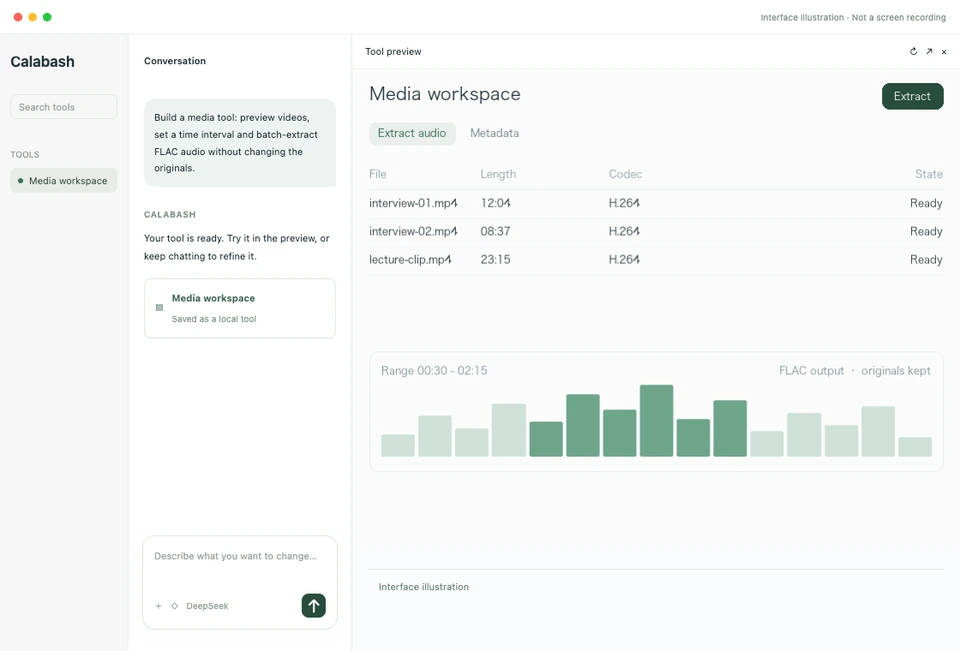 Interface illustration · Not a screen recording
Calabash
Search tools
TOOLS
Media workspace
Conversation
Build a media tool: preview videos,
set a time interval and batch-extract
FLAC audio without changing the
originals.
CALABASH
Your tool is ready. Try it in the preview, or
keep chatting to refine it.
Media workspace
Saved as a local tool
Describe what you want to change...
DeepSeek
Tool preview
Media workspace
Extract
Extract audio Metadata
File Length Codec State
interview-01.mp4 12:04 H.264 Ready
interview-02.mp4 08:37 H.264 Ready
lecture-clip.mp4 23:15 H.264 Ready
Range 00:30 - 02:15 FLAC output · originals kept
Interface illustration